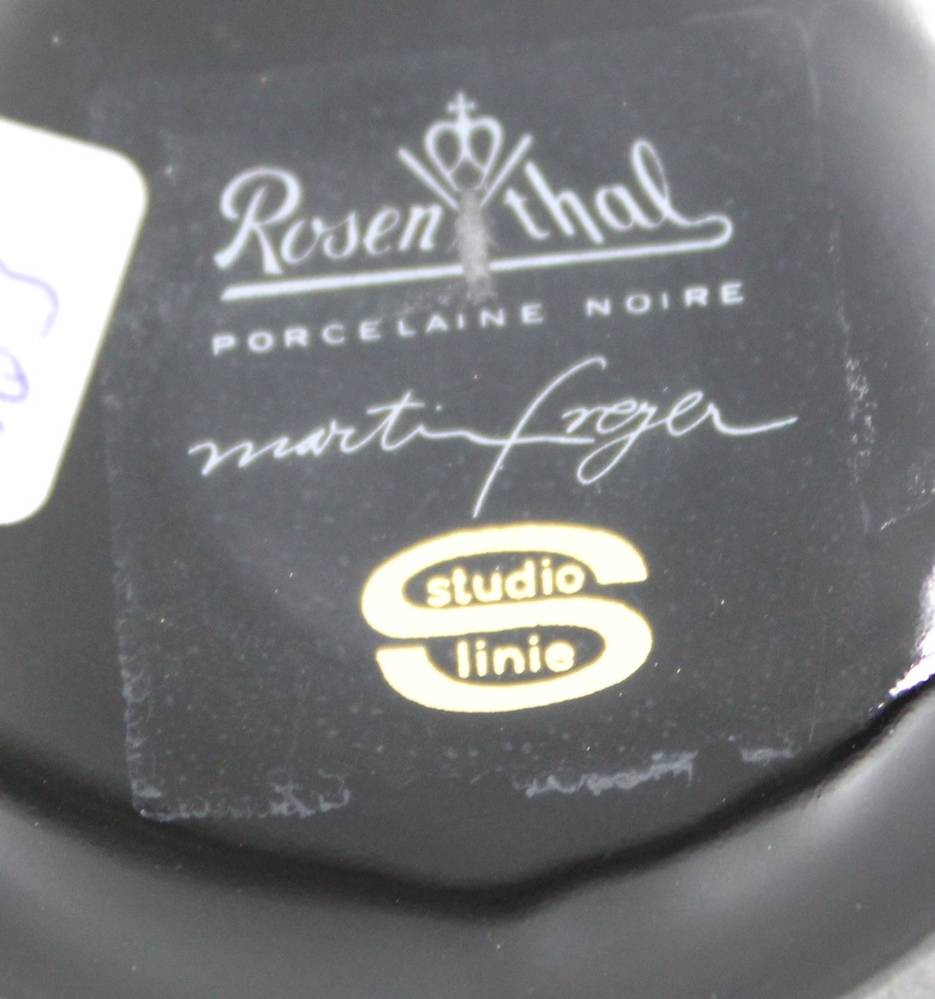 Rosenthal
PORCELAINE NOIRE
martin freyer
studio
linie